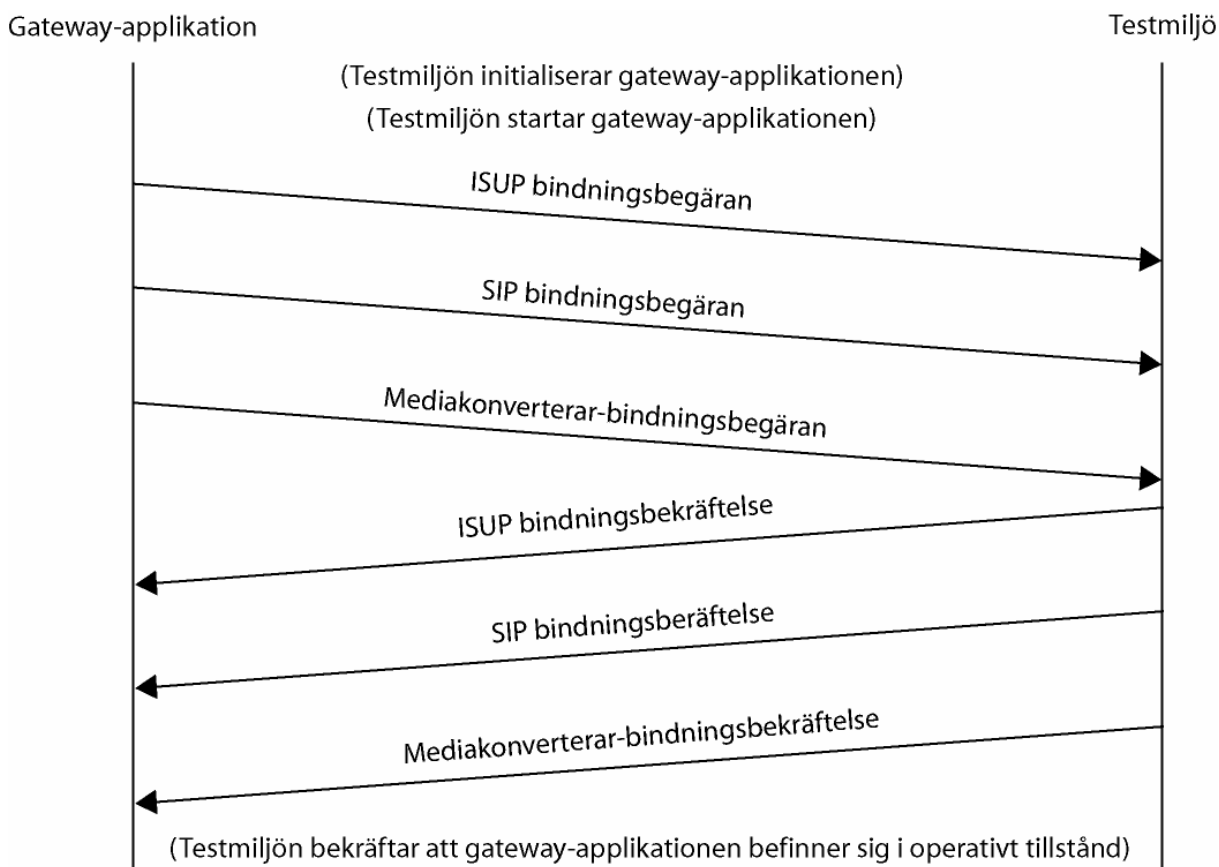 Gateway-applikation
Testmiljö
(Testmiljön initialiserar gateway-applikationen)
(Testmiljön startar gateway-applikationen)
ISUP bindningsbegäran
SIP bindningsbegäran
Mediakonverterar-bindningsbegäran
ISUP bindningsbekräftelse
SIP bindningsberäftelse
Mediakonverterar-bindningsbekräftelse
(Testmiljön bekräftar att gateway-applikationen befinner sig i operativt tillstånd)